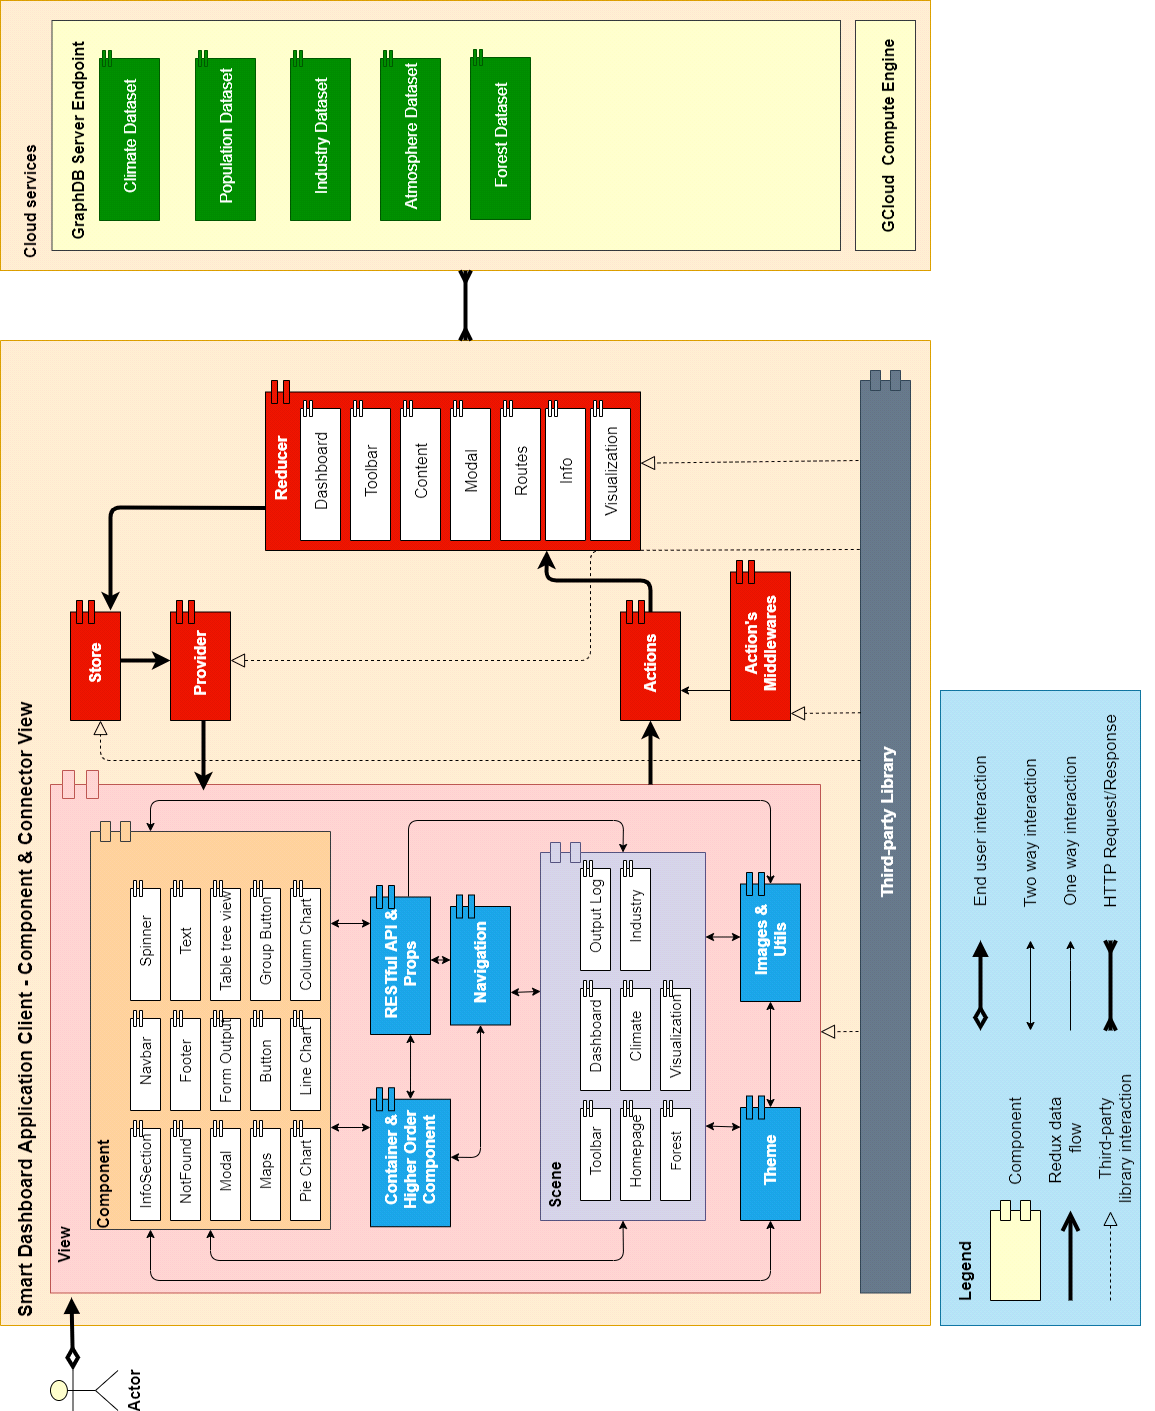 Smart Dashboard Application Client - Component & Connector View
Actor
View
Component
InfoSection
Navbar
Spinner
NotFound
Footer
Text
Modal
Form Output
Table tree view
Maps
Button
Group Button
Pie Chart
Line Chart
Column Chart
Container &
Higher Order
Component
RESTful API &
Props
Navigation
Scene
Toolbar
Dashboard
Output Log
Homepage
Climate
Industry
Forest
Visualization
Theme
Images &
Utils
Store
Provider
Actions
Action's
Middlewares
Reducer
Dashboard
Toolbar
Content
Modal
Routes
Info
Visualization
Third-party Library
Cloud services
GraphDB Server Endpoint
Climate Dataset
Population Dataset
Industry Dataset
Atmosphere Dataset
Forest Dataset
GCloud Compute Engine
Legend
Component
Redux data
flow
Third-party
library interaction
End user interaction
Two way interaction
One way interaction
HTTP Request/Response